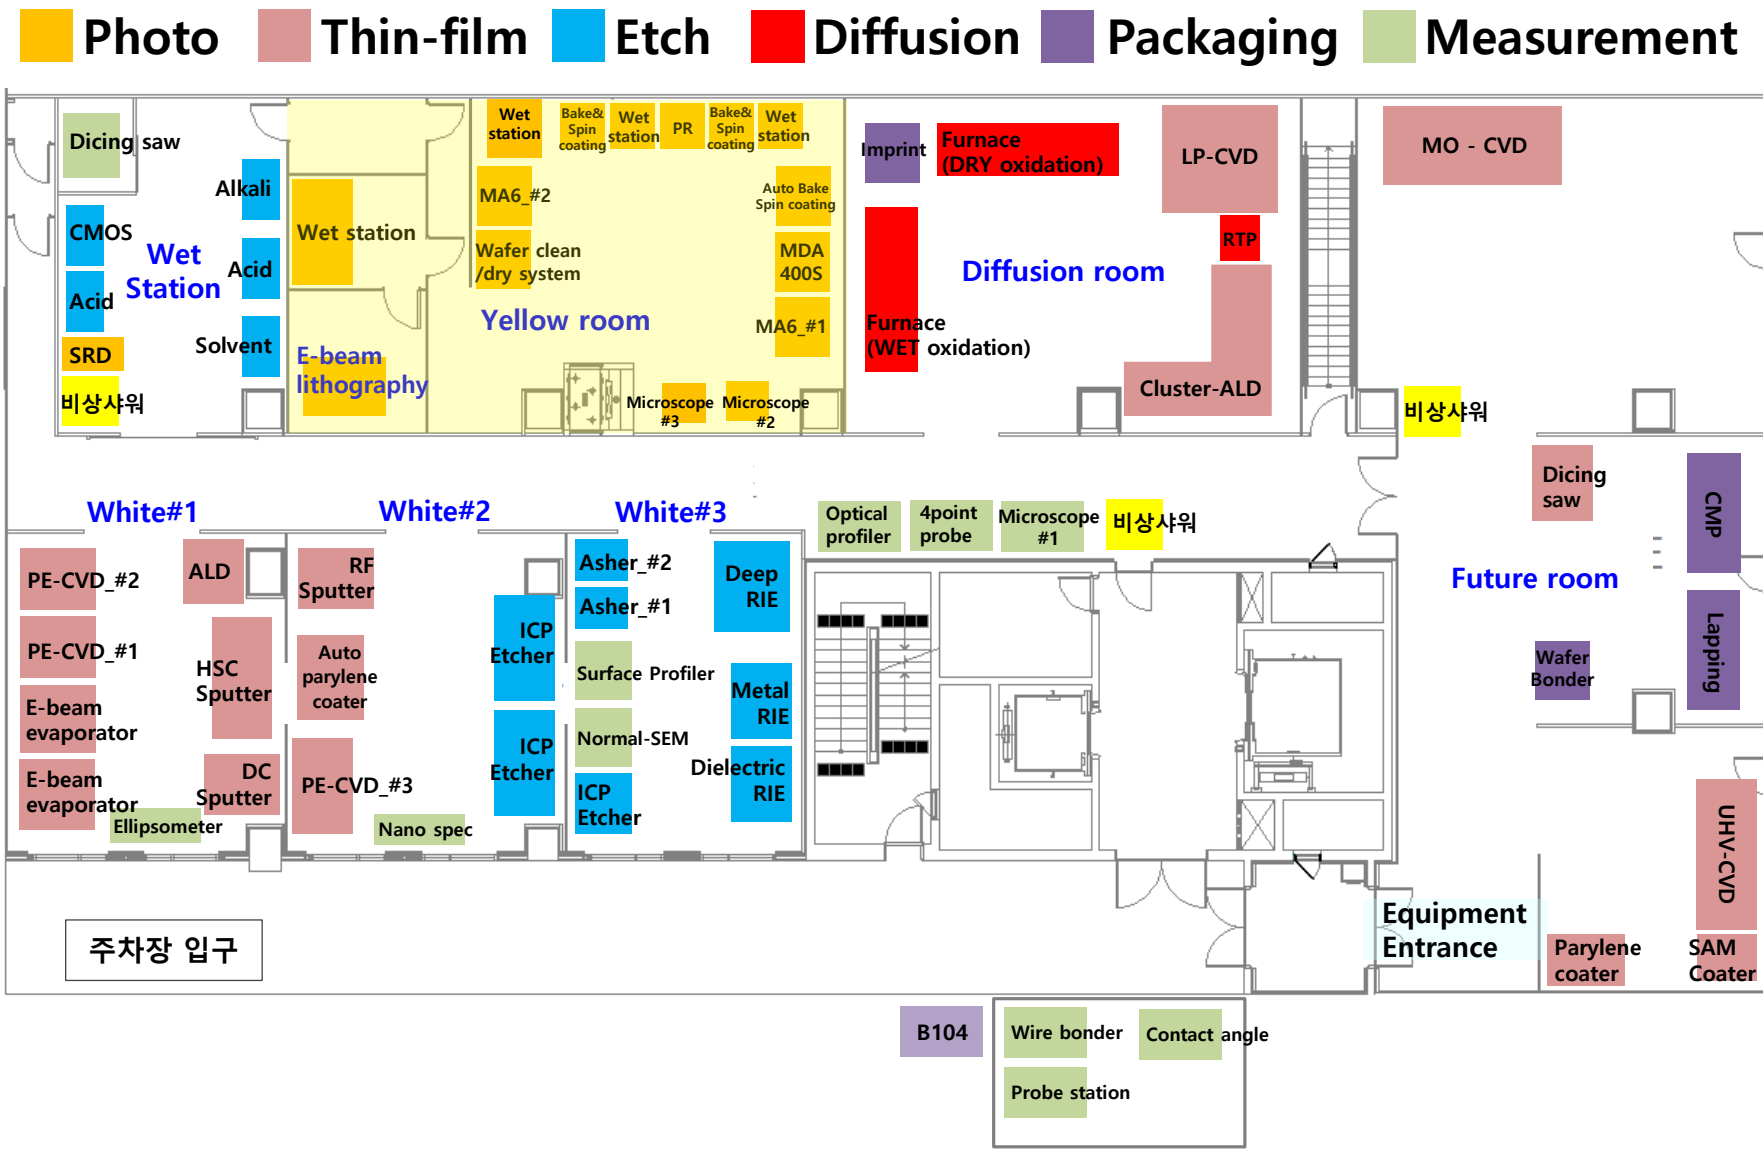 Photo
Thin-film
Etch
Diffusion
Packaging
Measurement
Dicing saw
Alkali
CMOS
Wet
Station
Acid
Acid
Solvent
SRD
비상샤워
Wet station
E-beam
lithography
Wet
station
Bake&
Spin
coating
Wet
station
PR
Bake&
Spin
coating
Wet
station
MA6_#2
Auto Bake
Spin coating
Wafer clean
/dry system
MDA
400S
Yellow room
MA6_#1
Microscope
#3
Microscope
#2
Imprint
Furnace
(DRY oxidation)
LP-CVD
RTP
Diffusion room
Furnace
(WET oxidation)
Cluster-ALD
MO - CVD
비상샤워
White#1
White#2
White#3
Optical
profiler
4point
probe
Microscope
#1
비상샤워
Dicing
saw
CMP
Future room
Lapping
Wafer
Bonder
PE-CVD_#2
ALD
PE-CVD_#1
HSC
Sputter
E-beam
evaporator
E-beam
evaporator
DC
Sputter
Ellipsometer
RF
Sputter
Auto
parylene
coater
PE-CVD_#3
Nano spec
ICP
Etcher
ICP
Etcher
Asher_#2
Asher_#1
Deep
RIE
Surface Profiler
Metal
RIE
Normal-SEM
Dielectric
RIE
ICP
Etcher
UHV-CVD
Equipment
Entrance
Parylene
coater
SAM
Coater
주차장 입구
B104
Wire bonder
Contact angle
Probe station